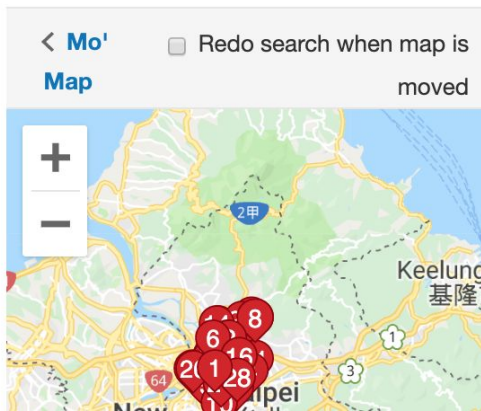 < Mo'
Map
Redo search when map is
moved
+
−
2甲
Keelung
基隆
8
6
16
1
28
1
3
64